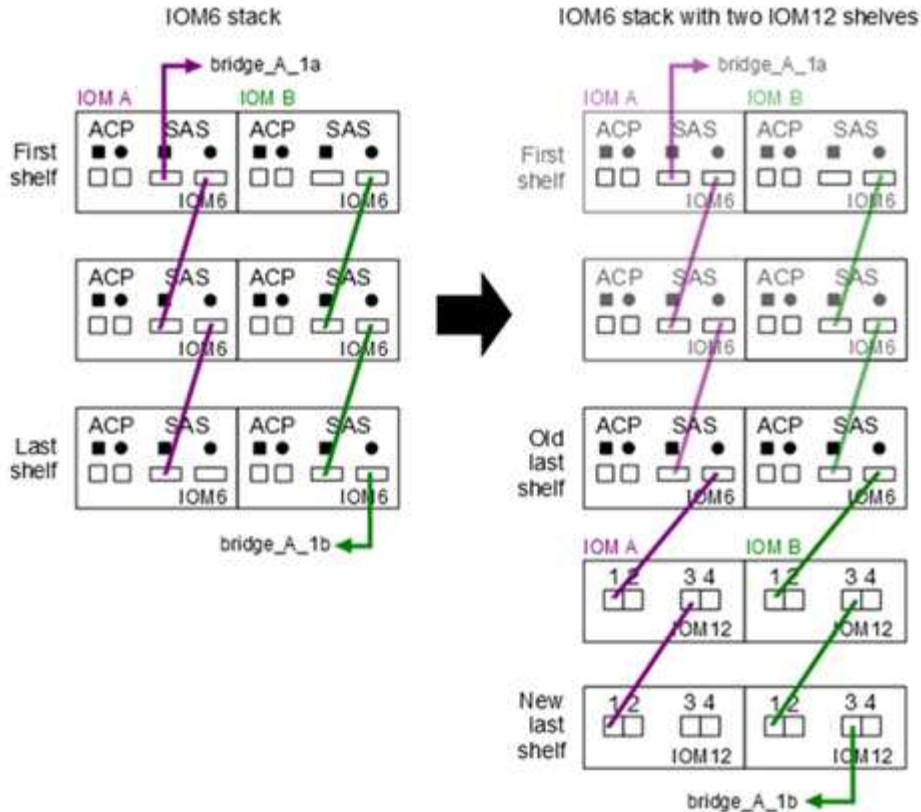 IOM6 stack
bridge_A_1a
IOM A IOM B
First shelf
ACP SAS ACP SAS
IOM6 IOM6
ACP SAS ACP SAS
IOM6 IOM6
Last shelf
ACP SAS ACP SAS
IOM6 IOM6
bridge_A_1b
IOM6 stack with two IOM12 shelves
bridge_A_1a
IOM A IOM B
First shelf
ACP SAS ACP SAS
IOM6 IOM6
ACP SAS ACP SAS
IOM6 IOM6
Old last shelf
ACP SAS ACP SAS
IOM6 IOM6
IOM A IOM B
1 2 3 4 1 2 3 4
IOM12 IOM12
New last shelf
1 2 3 4 1 2 3 4
IOM12 IOM12
bridge_A_1b